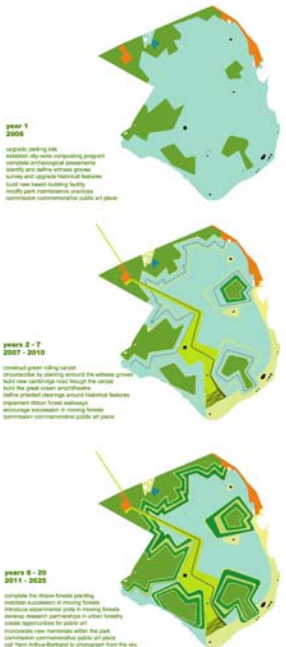 year 1
2006
upgrade parking lots
establish city-wide composting program
complete archeological assessments
identify and define witness groves
survey and upgrade historical features
build new beach building facility
modify park maintenance practices
commission commemorative public art piece
years 2 - 7
2007 - 2010
construct green rolling carpet
circumscribe by planting around the witness groves
build new cambridge road though the carpet
build the great ocean amphitheatre
define planted clearings around historical features
implement ribbon forest walkways
encourage succession in moving forests
commission commemorative public art piece
years 8 - 20
2011 - 2025
complete the ribbon forests planting
maintain succession in moving forests
introduce experimental plots in moving forests
develop research partnerships in urban forestry
create opportunities for public art
incorporate new memorials within the park
commission commemorative public art piece
call Yann Arthus-Bertrand to photograph from the sky